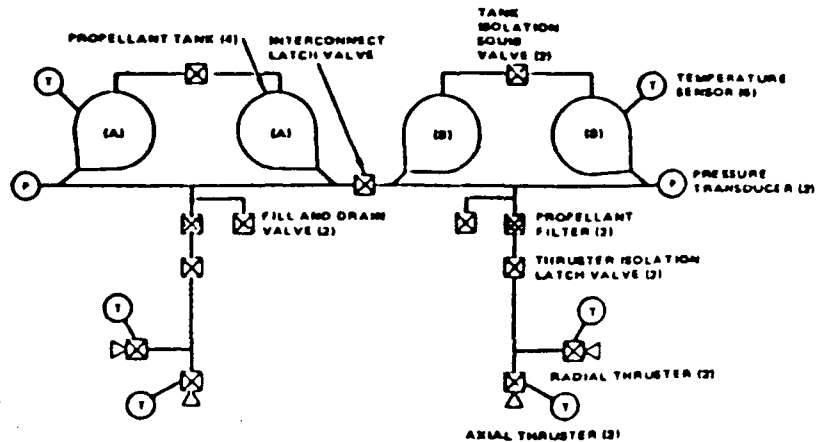 PROPELLANT TANK (4)
INTERCONNECT
LATCH VALVE
TANK
ISOLATION
SQUIB
VALVE (2)
T
T
TEMPERATURE
SENSOR (6)
(A)
(A)
(B)
(B)
P
P
PRESSURE
TRANSDUCER (2)
FILL AND DRAIN
VALVE (2)
PROPELLANT
FILTER (2)
THRUSTER ISOLATION
LATCH VALVE (2)
T
T
RADIAL THRUSTER (2)
T
T
AXIAL THRUSTER (2)